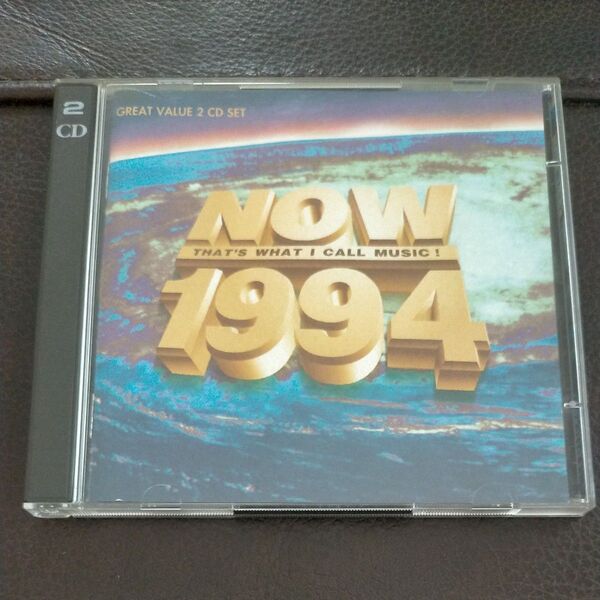 2
CD
GREAT VALUE 2 CD SET
NOW
THAT'S WHAT I CALL MUSIC!
1994